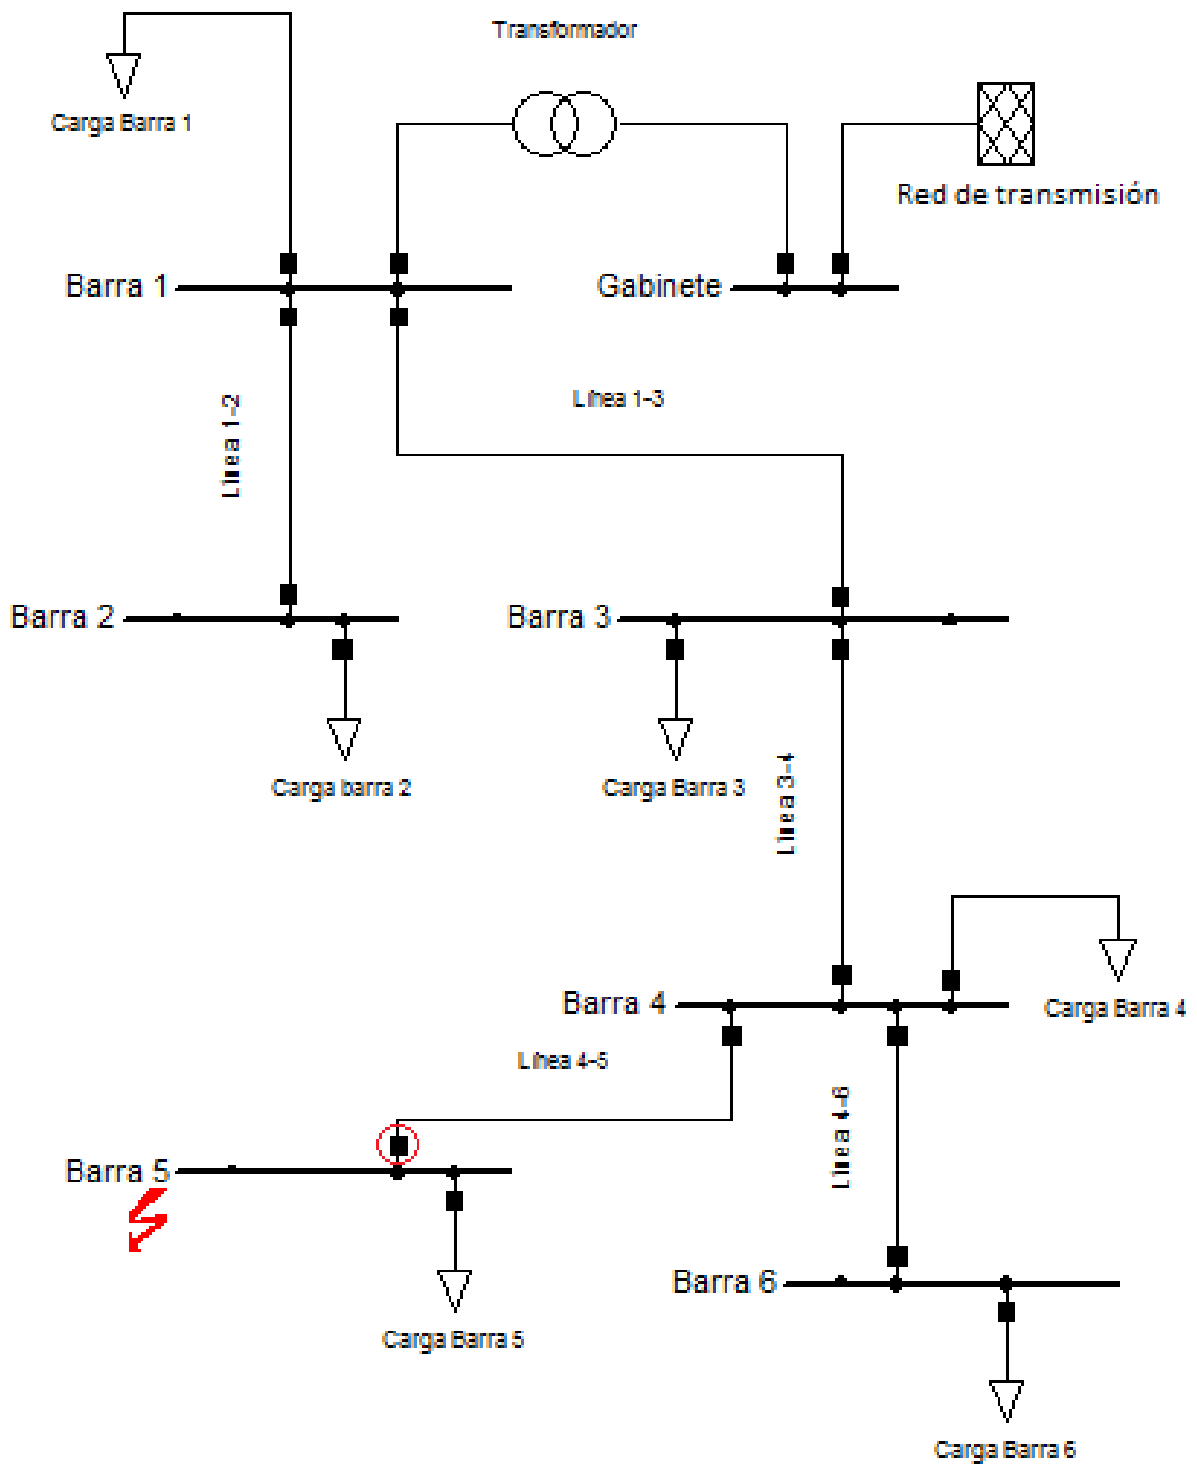 Transformador
Carga Barra 1
Red de transmisión
Barra 1
Gabinete
Línea 1-2
Línea 1-3
Barra 2
Barra 3
Carga barra 2
Carga Barra 3
Línea 3-4
Barra 4
Carga Barra 4
Línea 4-5
Línea 4-6
Barra 5
Barra 6
Carga Barra 5
Carga Barra 6